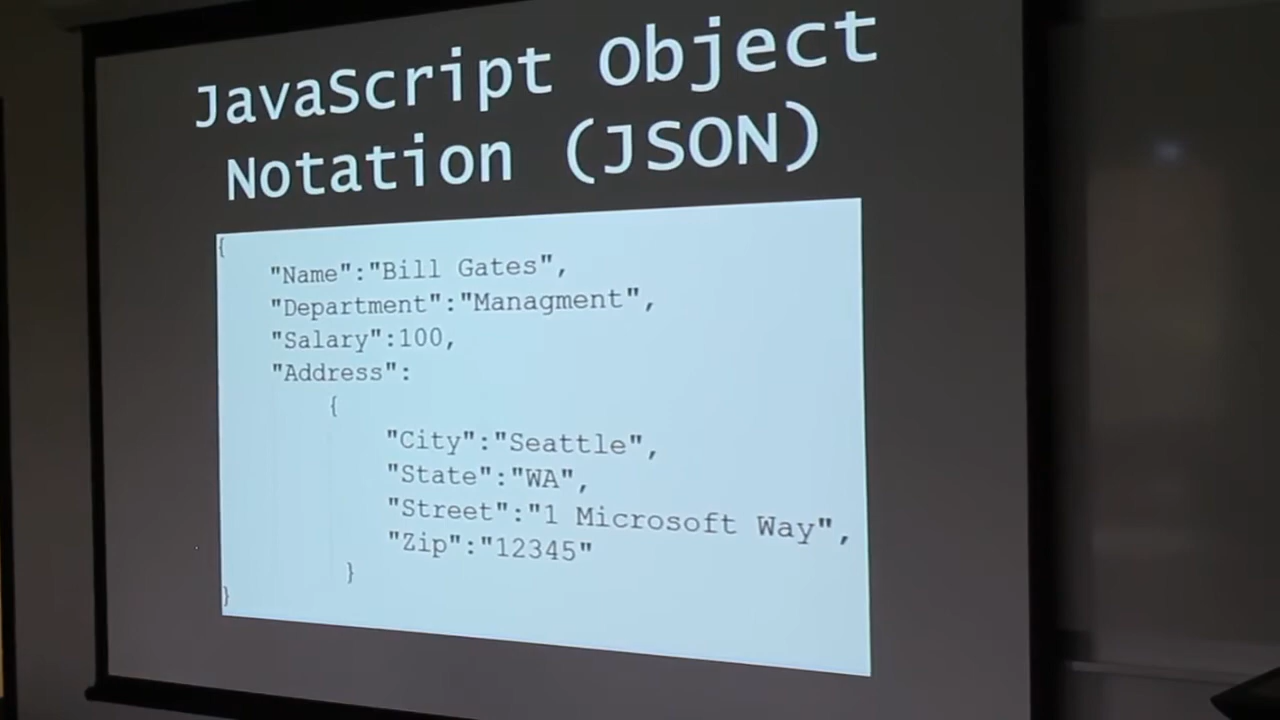 JavaScript Object
Notation (JSON)
{
"Name":"Bill Gates",
"Department":"Managment",
"Salary":100,
"Address":
{
"City":"Seattle",
"State":"WA",
"Street":"1 Microsoft Way",
"Zip":"12345"
}
}